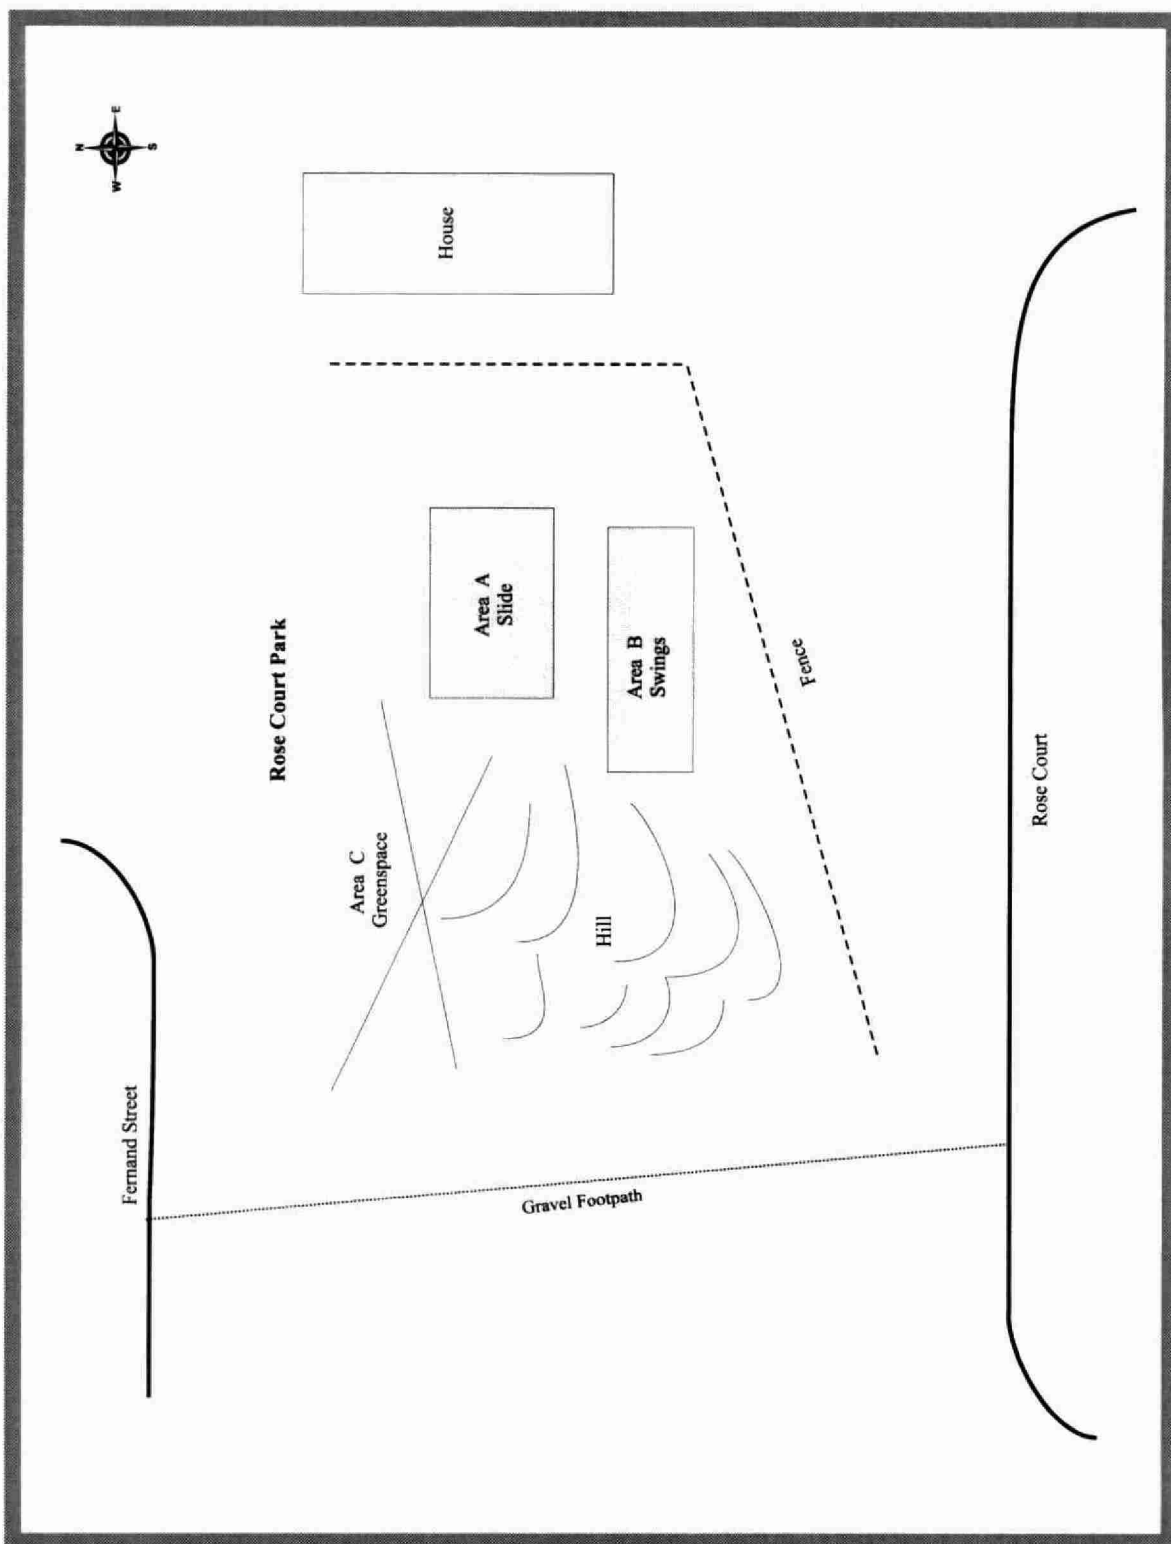 N
E
W
S
Rose Court Park
Fernand Street
Area C
Greenspace
Area A
Slide
House
Area B
Swings
Hill
Fence
Gravel Footpath
Rose Court